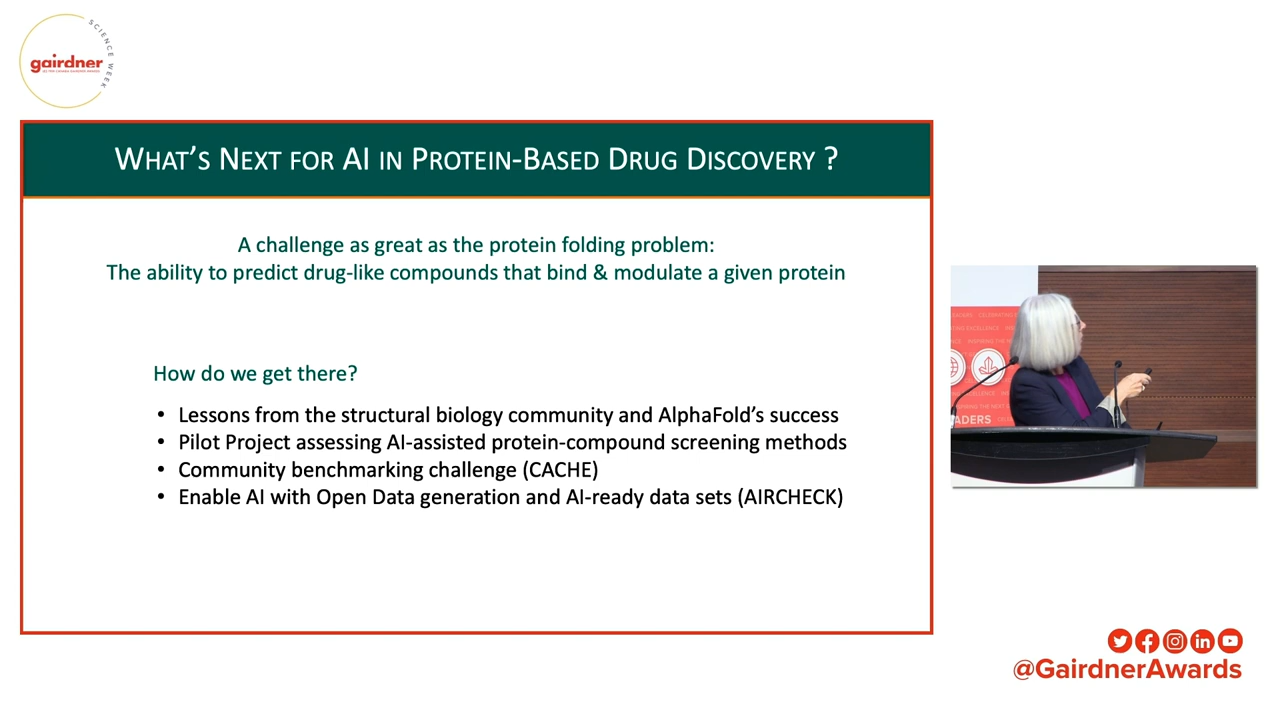 SCIENCE WEEK
gairdner
What's Next for AI in Protein-Based Drug Discovery ?
A challenge as great as the protein folding problem:
The ability to predict drug-like compounds that bind & modulate a given protein
How do we get there?
• Lessons from the structural biology community and AlphaFold's success
• Pilot Project assessing AI-assisted protein-compound screening methods
• Community benchmarking challenge (CACHE)
• Enable AI with Open Data generation and AI-ready data sets (AIRCHECK)
@GairdnerAwards